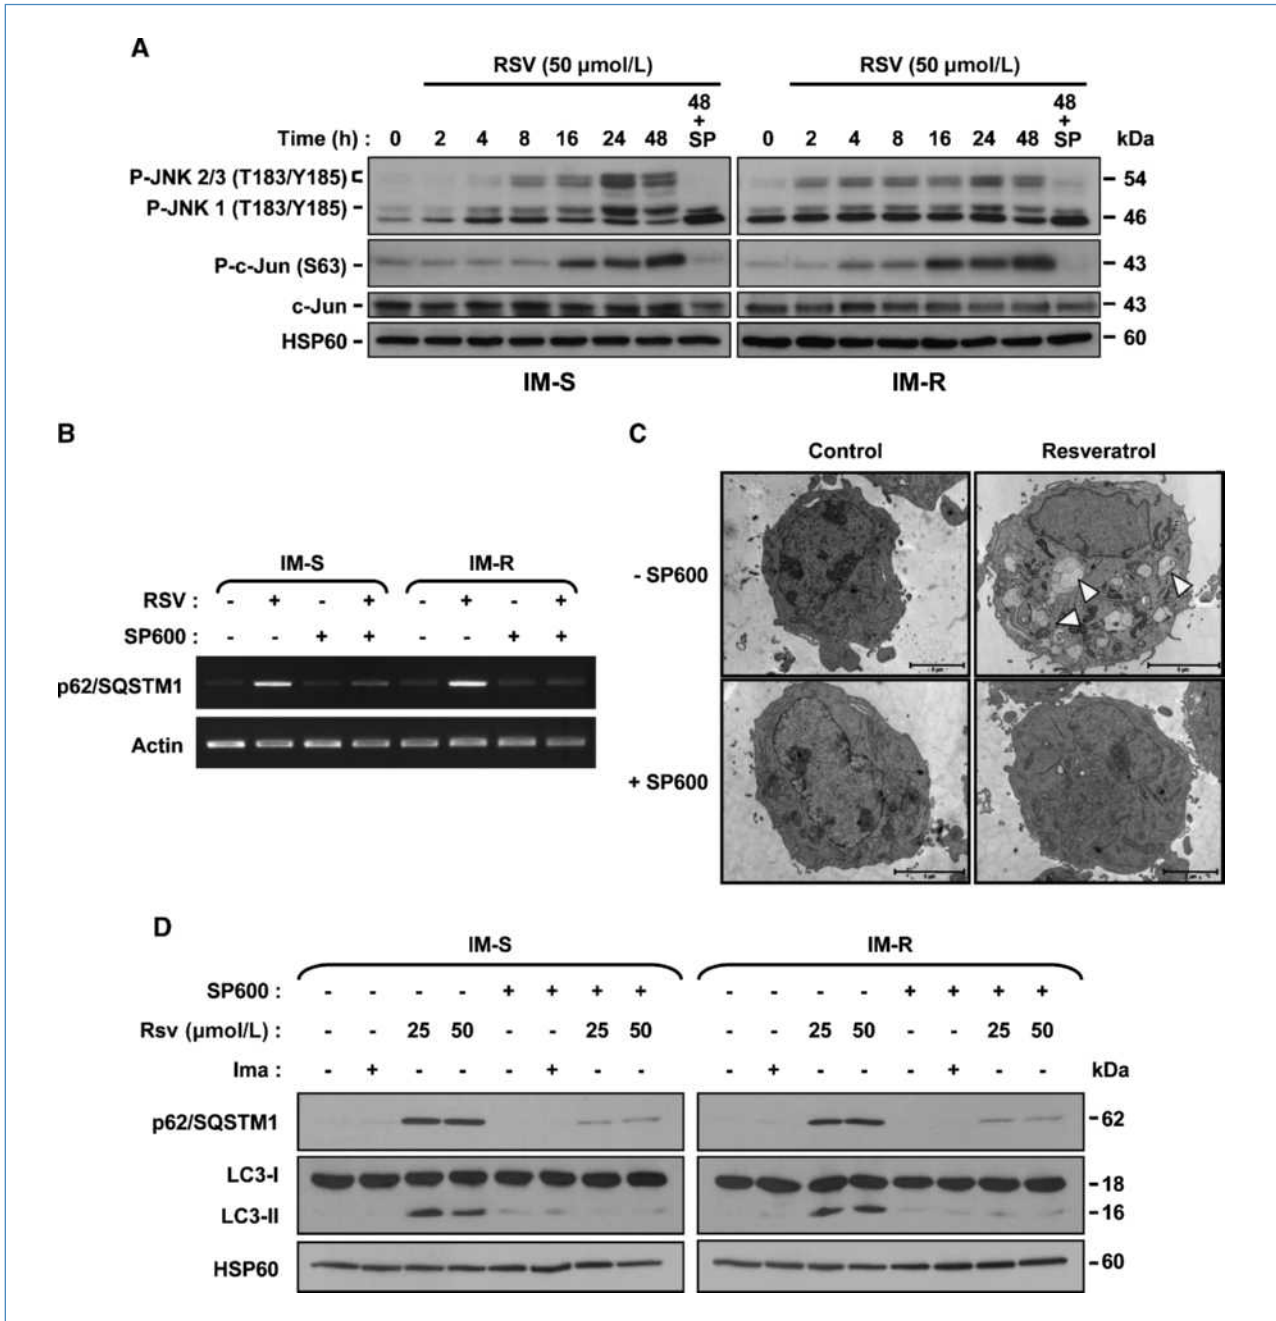 A
RSV (50 µmol/L) RSV (50 µmol/L)
48 48
+ +
Time (h) : 0 2 4 8 16 24 48 SP 0 2 4 8 16 24 48 SP kDa
P-JNK 2/3 (T183/Y185) 54
P-JNK 1 (T183/Y185) - - 46
P-c-Jun (S63) - - 43
c-Jun - - 43
HSP60 - - 60
IM-S IM-R
B
IM-S IM-R
RSV : - + - + - + - +
SP600 : - - + + - - + +
p62/SQSTM1
Actin
C
Control Resveratrol
- SP600
+ SP600
D
IM-S IM-R
SP600 : - - - - + + + + - - - - + + + +
Rsv (µmol/L) : - - 25 50 - - 25 50 - - 25 50 - - 25 50
Ima : - + - - - + - - - + - - - + - - kDa
p62/SQSTM1 -62
LC3-I -18
LC3-II -16
HSP60 -60